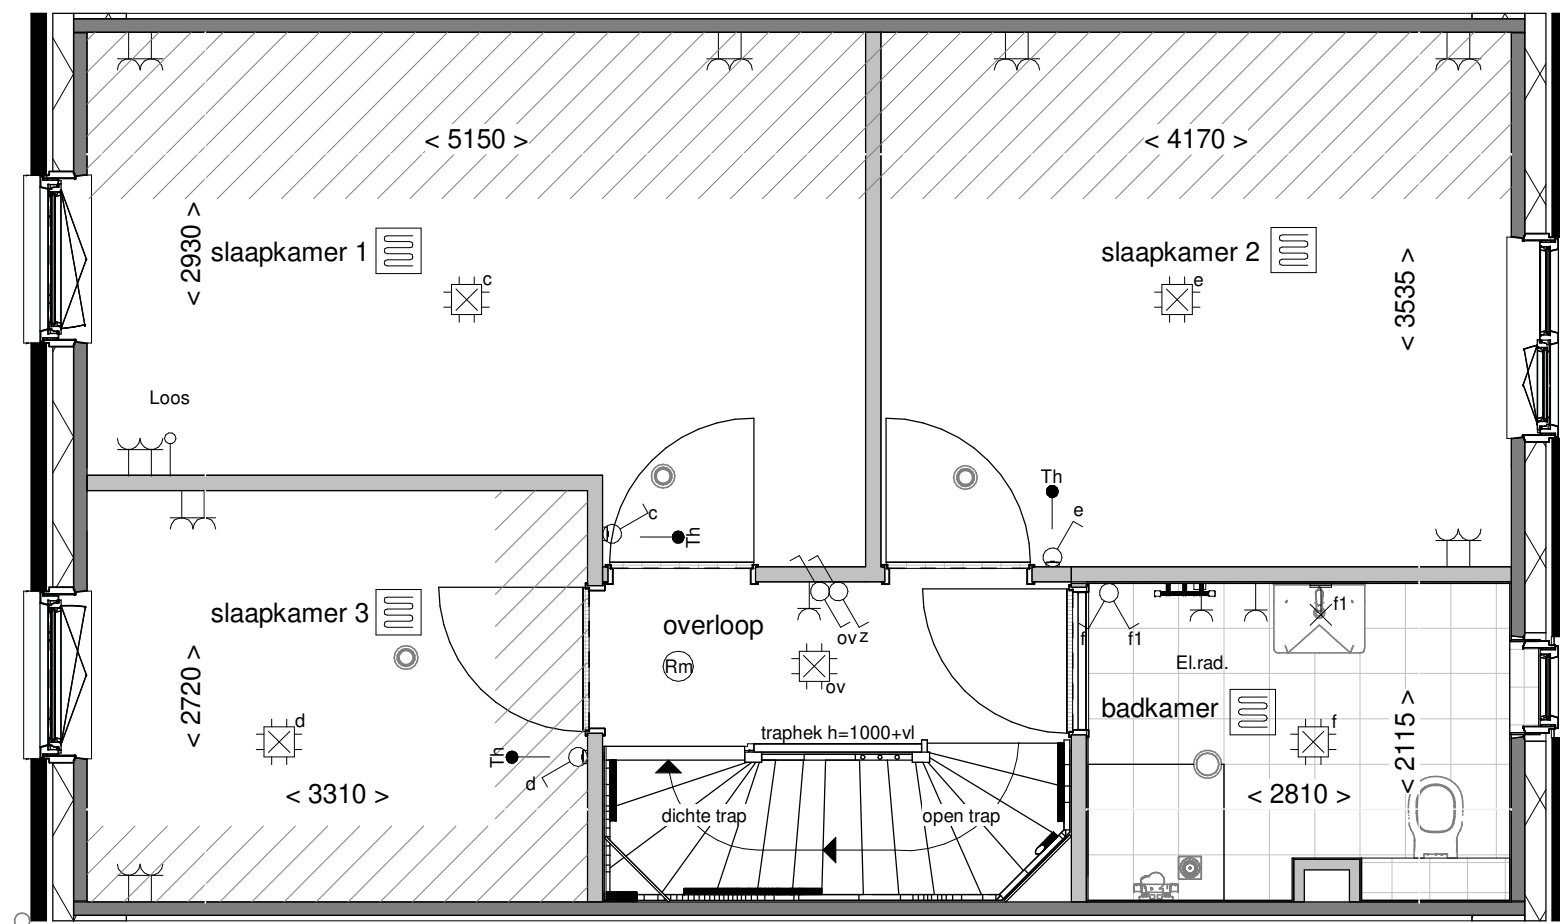 < 5150 >
< 4170 >
< 2930 >
slaapkamer 1
c
slaapkamer 2
e
< 3535 >
Loos
Th
c
Th
e
slaapkamer 3
overloop
ov z
f
f1
f1
Rm
ov
El.rad.
< 2720 >
d
badkamer
f
< 2115 >
traphek h=1000+vl
Th
d
< 3310 >
< 2810 >
dichte trap
open trap